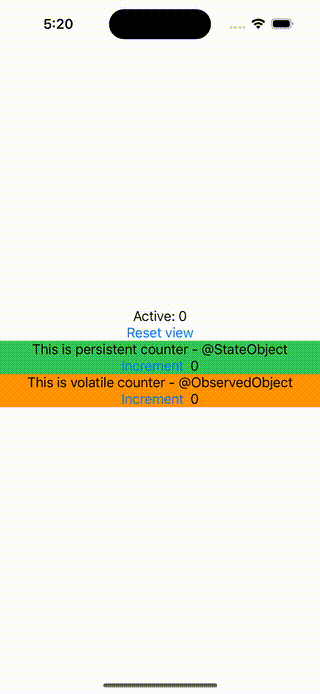 5:20
Active: 0
Reset view
This is persistent counter - @StateObject
Increment 0
This is volatile counter - @ObservedObject
Increment 0